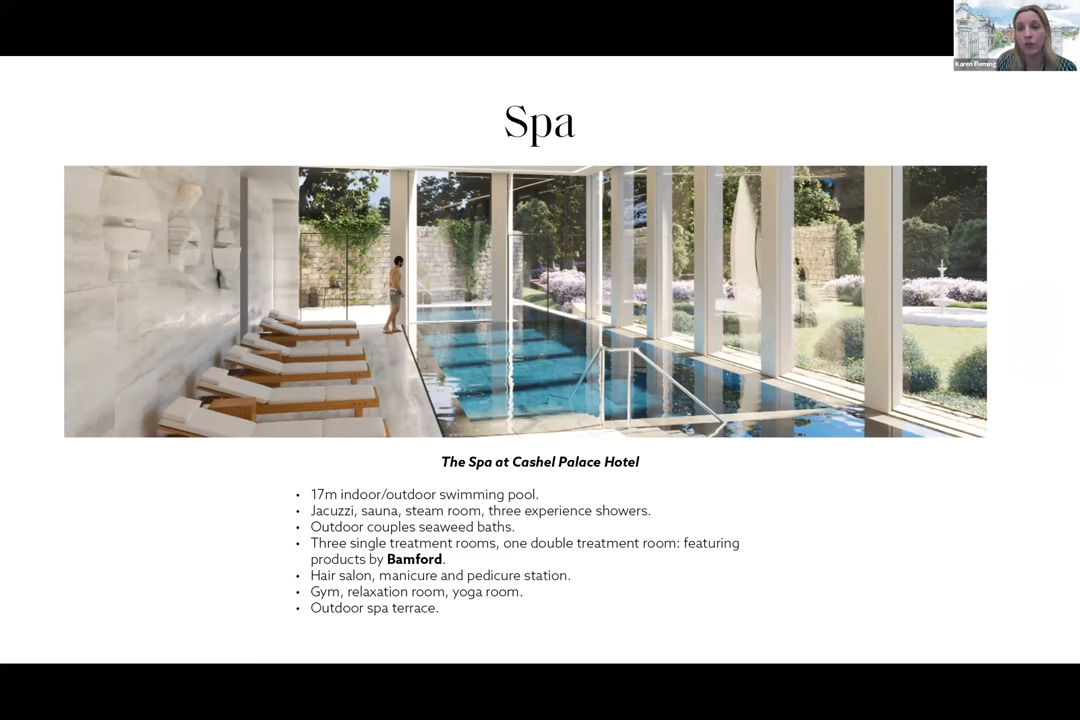 Karen Fleming
Spa
The Spa at Cashel Palace Hotel
• 17m indoor/outdoor swimming pool.
• Jacuzzi, sauna, steam room, three experience showers.
• Outdoor couples seaweed baths.
• Three single treatment rooms, one double treatment room: featuring
products by Bamford.
• Hair salon, manicure and pedicure station.
• Gym, relaxation room, yoga room.
• Outdoor spa terrace.